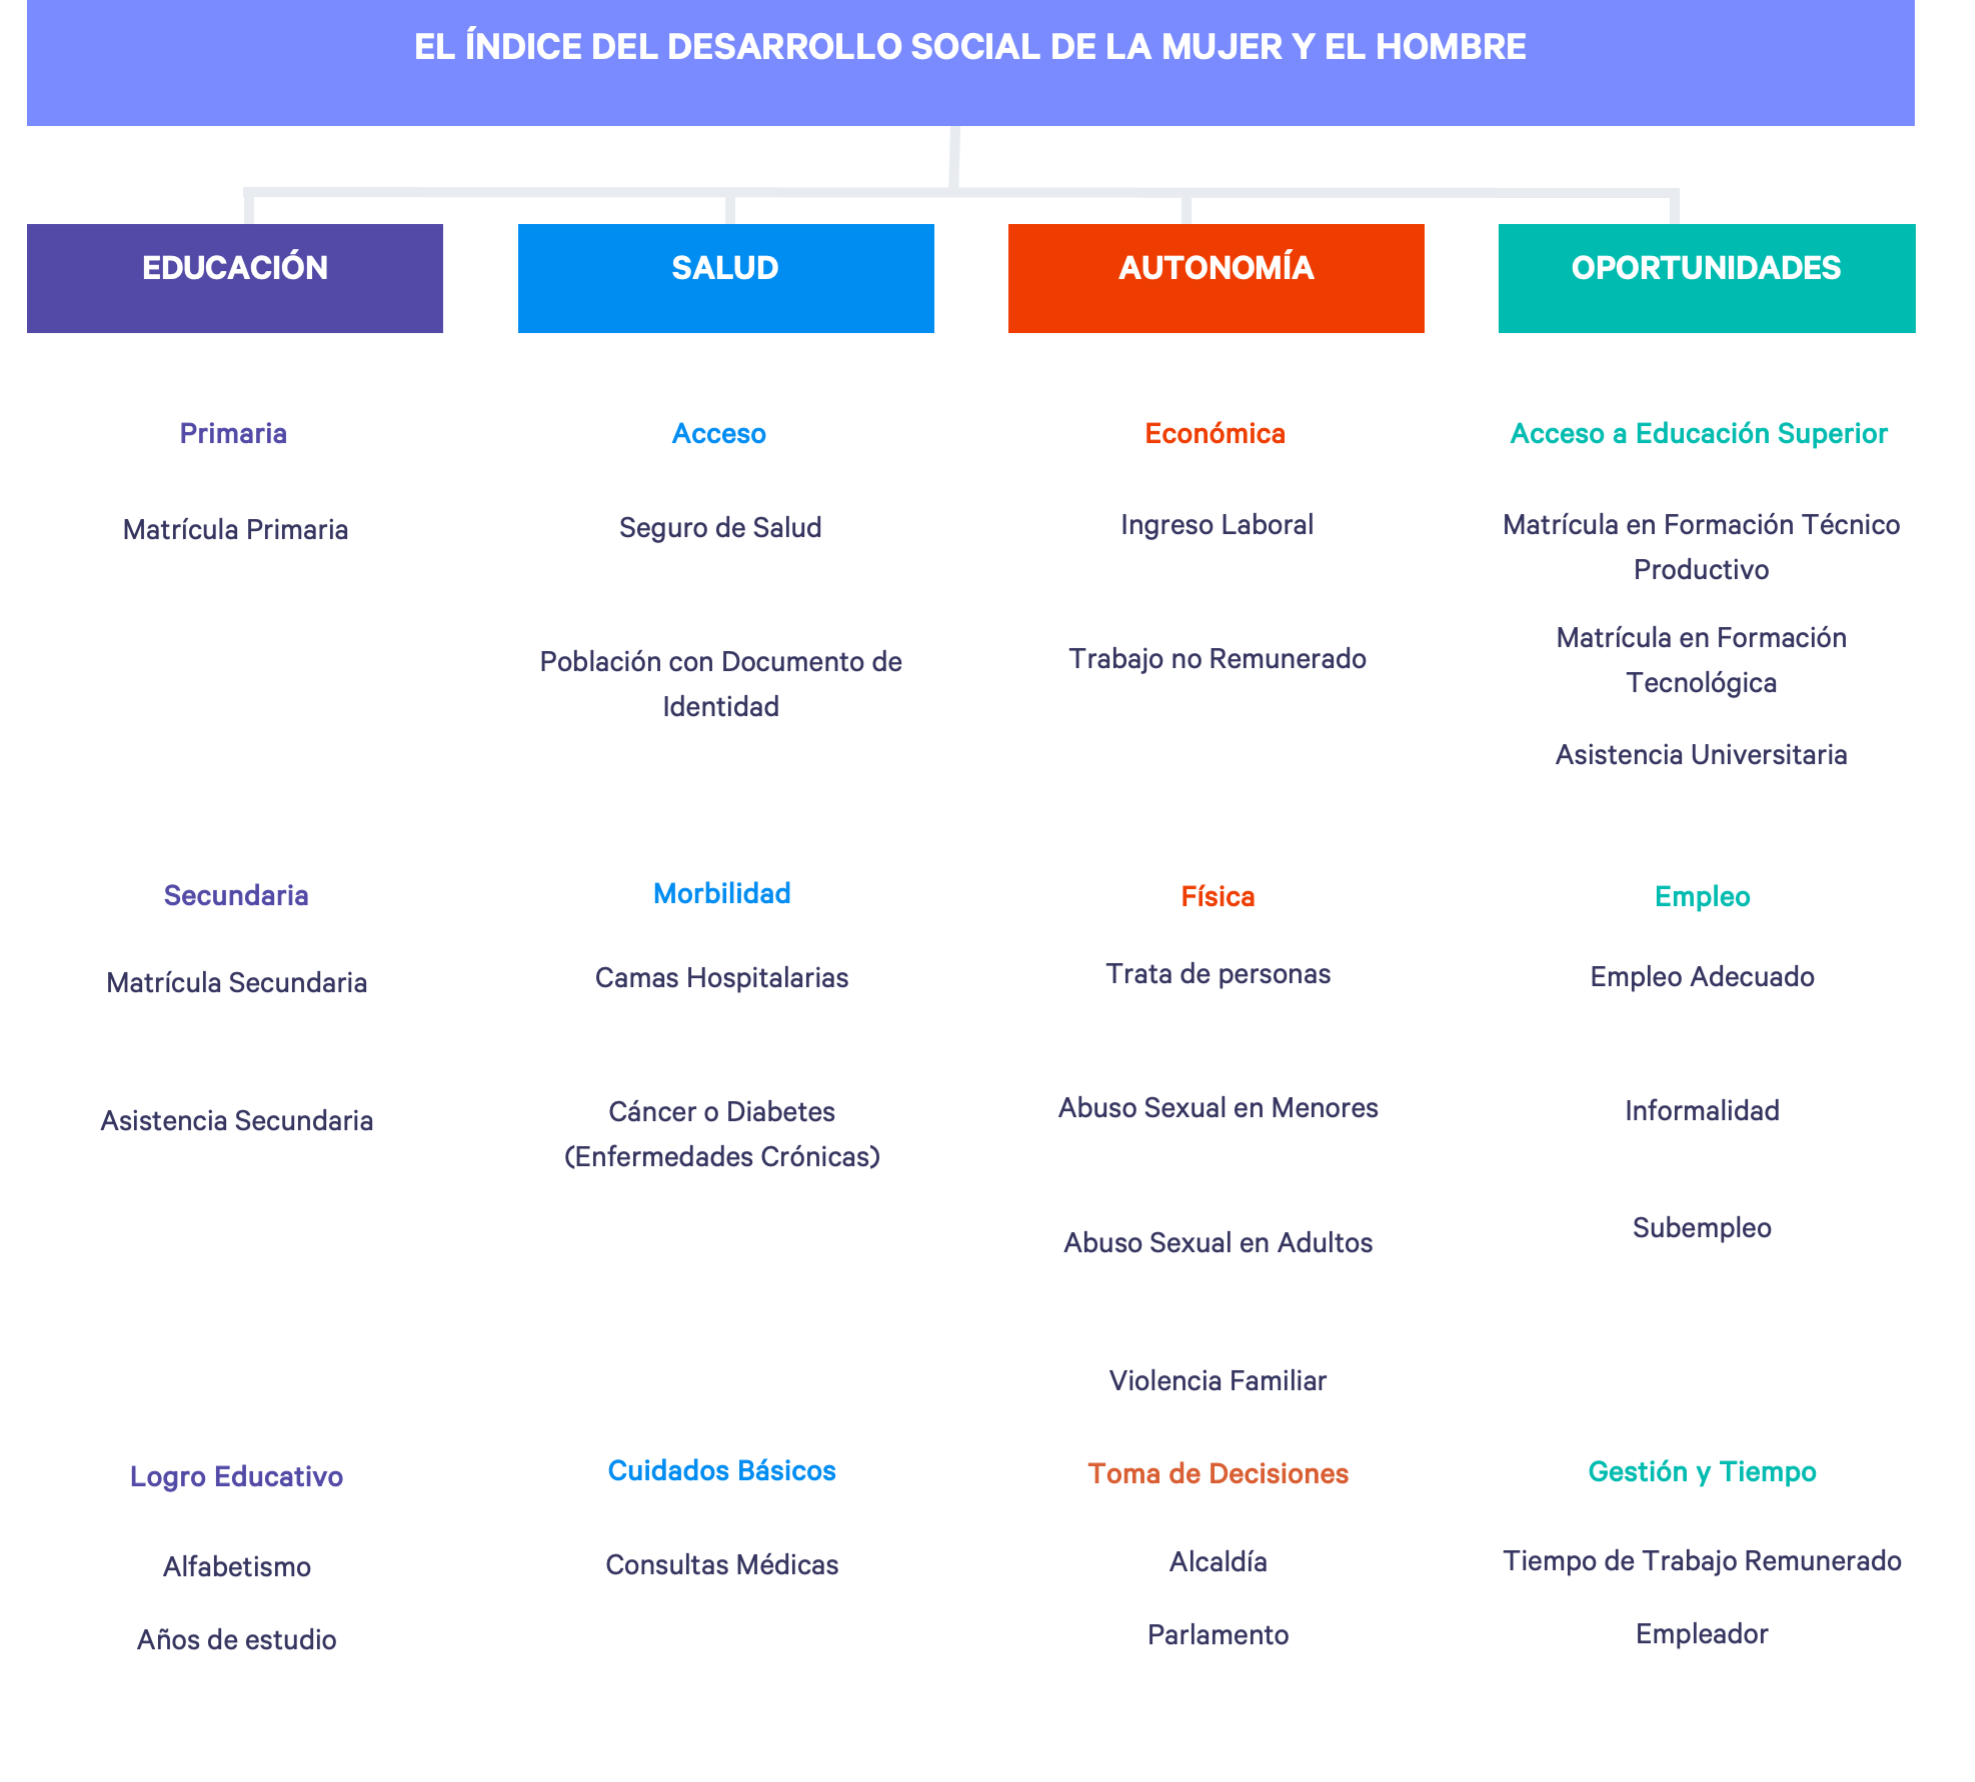 EL ÍNDICE DEL DESARROLLO SOCIAL DE LA MUJER Y EL HOMBRE
EDUCACIÓN
Primaria
Matrícula Primaria
Secundaria
Matrícula Secundaria
Asistencia Secundaria
Logro Educativo
Alfabetismo
Años de estudio
SALUD
Acceso
Seguro de Salud
Población con Documento de
Identidad
Morbilidad
Camas Hospitalarias
Cáncer o Diabetes
(Enfermedades Crónicas)
Cuidados Básicos
Consultas Médicas
AUTONOMÍA
Económica
Ingreso Laboral
Trabajo no Remunerado
Física
Trata de personas
Abuso Sexual en Menores
Abuso Sexual en Adultos
Violencia Familiar
Toma de Decisiones
Alcaldía
Parlamento
OPORTUNIDADES
Acceso a Educación Superior
Matrícula en Formación Técnico
Productivo
Matrícula en Formación
Tecnológica
Asistencia Universitaria
Empleo
Empleo Adecuado
Informalidad
Subempleo
Gestión y Tiempo
Tiempo de Trabajo Remunerado
Empleador